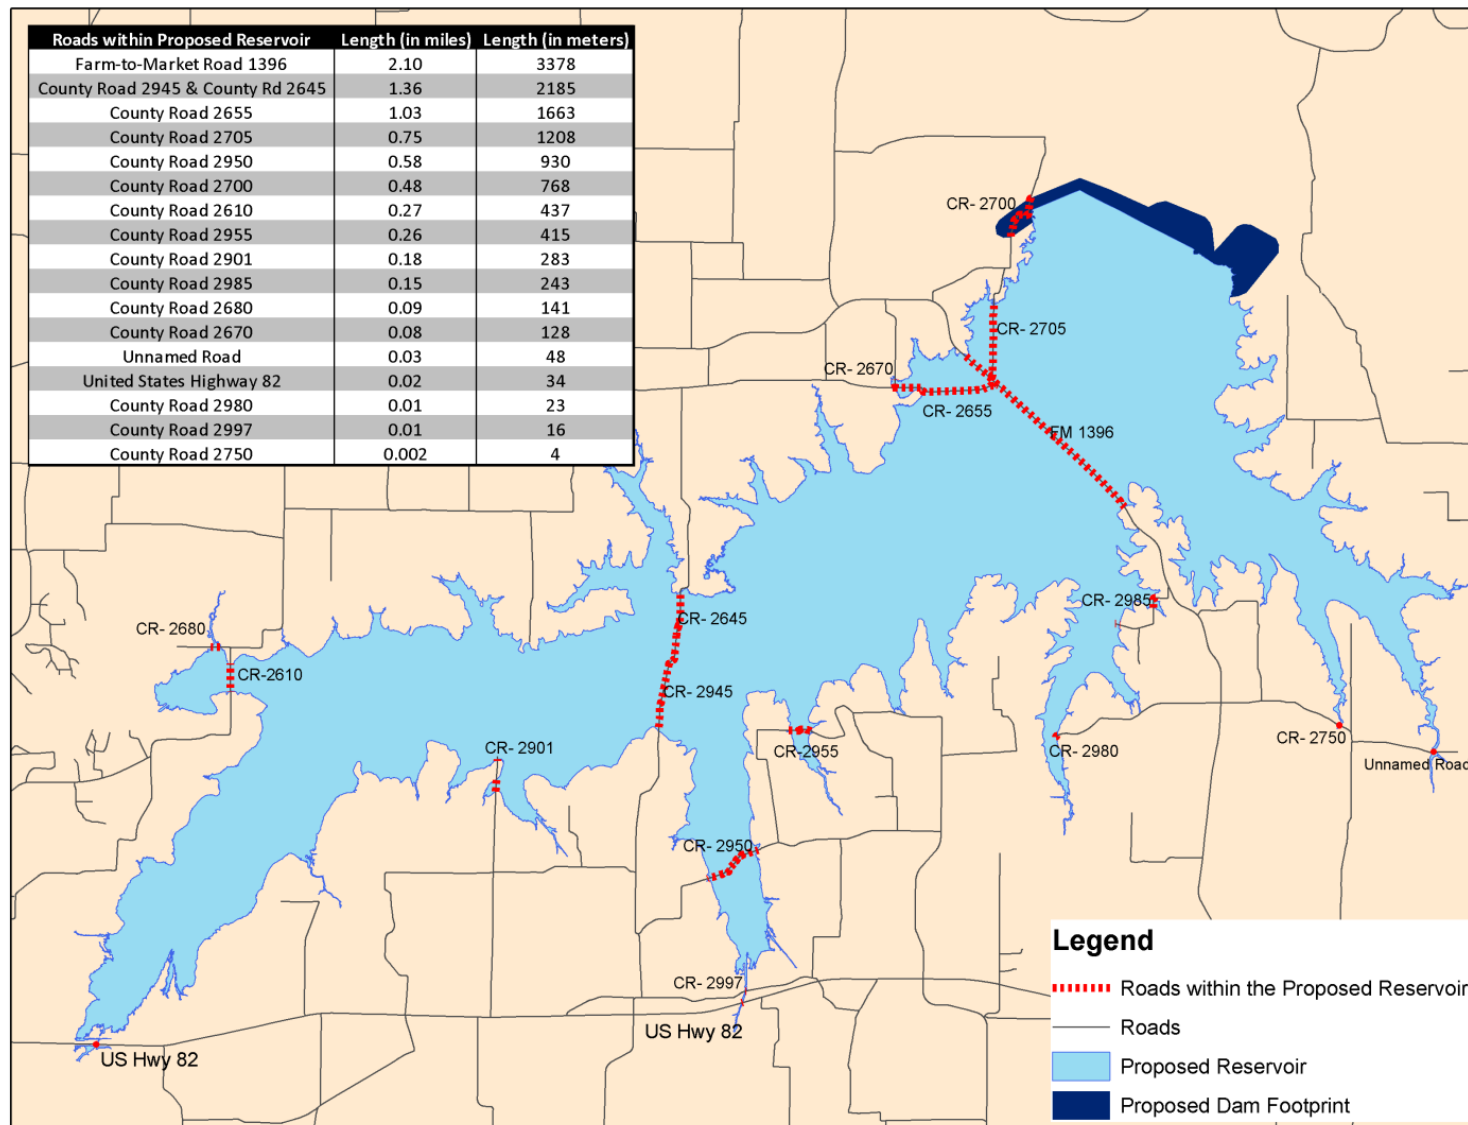 Roads within Proposed Reservoir Length (in miles) Length (in meters)
Farm-to-Market Road 1396 2.10 3378
County Road 2945 & County Rd 2645 1.36 2185
County Road 2655 1.03 1663
County Road 2705 0.75 1208
County Road 2950 0.58 930
County Road 2700 0.48 768
County Road 2610 0.27 437
County Road 2955 0.26 415
County Road 2901 0.18 283
County Road 2985 0.15 243
County Road 2680 0.09 141
County Road 2670 0.08 128
Unnamed Road 0.03 48
United States Highway 82 0.02 34
County Road 2980 0.01 23
County Road 2997 0.01 16
County Road 2750 0.002 4
CR- 2700
CR- 2705
CR- 2670
CR- 2655
FM 1396
CR- 2985
CR- 2645
CR- 2680
CR-2610
CR- 2945
CR- 2901
CR-2955
CR- 2980
CR- 2750
Unnamed Road
CR- 2950
CR- 2997
US Hwy 82
US Hwy 82
Legend
Roads within the Proposed Reservoir
Roads
Proposed Reservoir
Proposed Dam Footprint